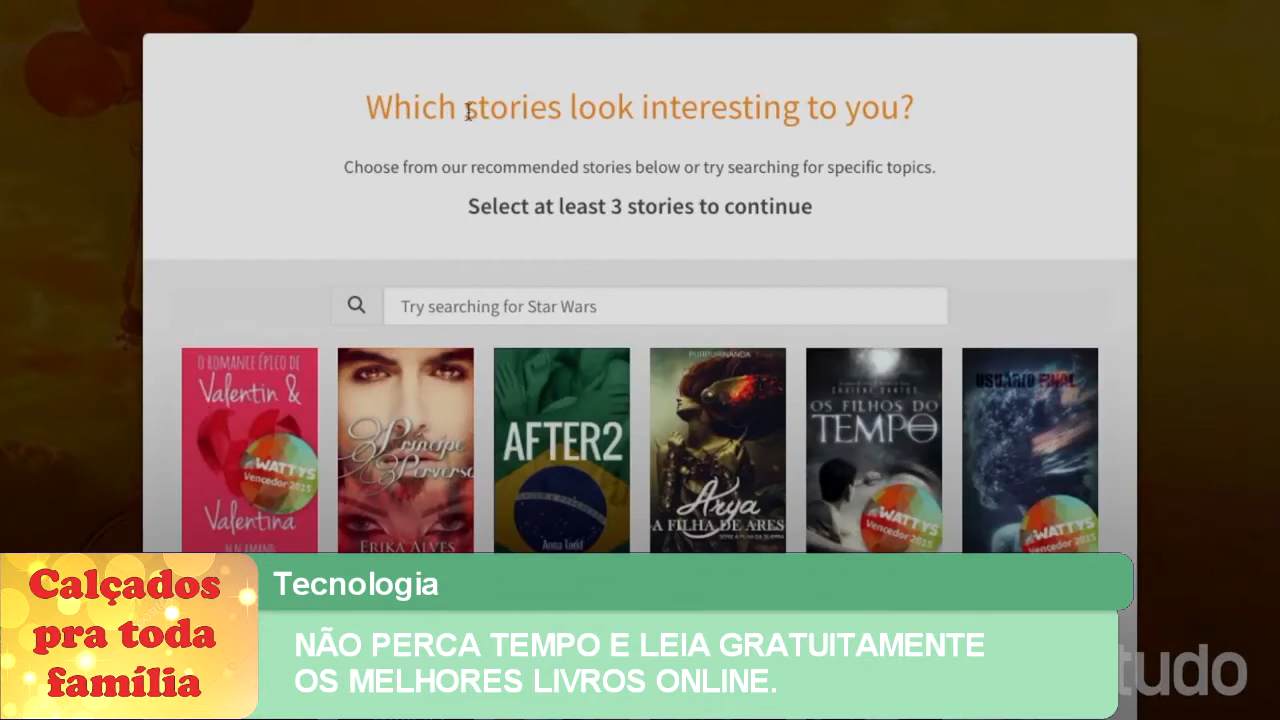 Which stories look interesting to you?
Choose from our recommended stories below or try searching for specific topics.
Select at least 3 stories to continue
Try searching for Star Wars
O ROMANCE ÉPICO DE
Valentin &
WATTYS
Vencedor 2015
Valentina
Príncipe
Perverso
ERIKA ALVES
AFTER2
Anna Todd
Arya
A FILHA DE ARES
OS FILHOS DO
TEMPO
WATTYS
Vencedor 2015
USUÁRIO FINAL
WATTYS
Vencedor 2015
Calçados
pra toda
família
Tecnologia
NÃO PERCA TEMPO E LEIA GRATUITAMENTE
OS MELHORES LIVROS ONLINE.
tudo